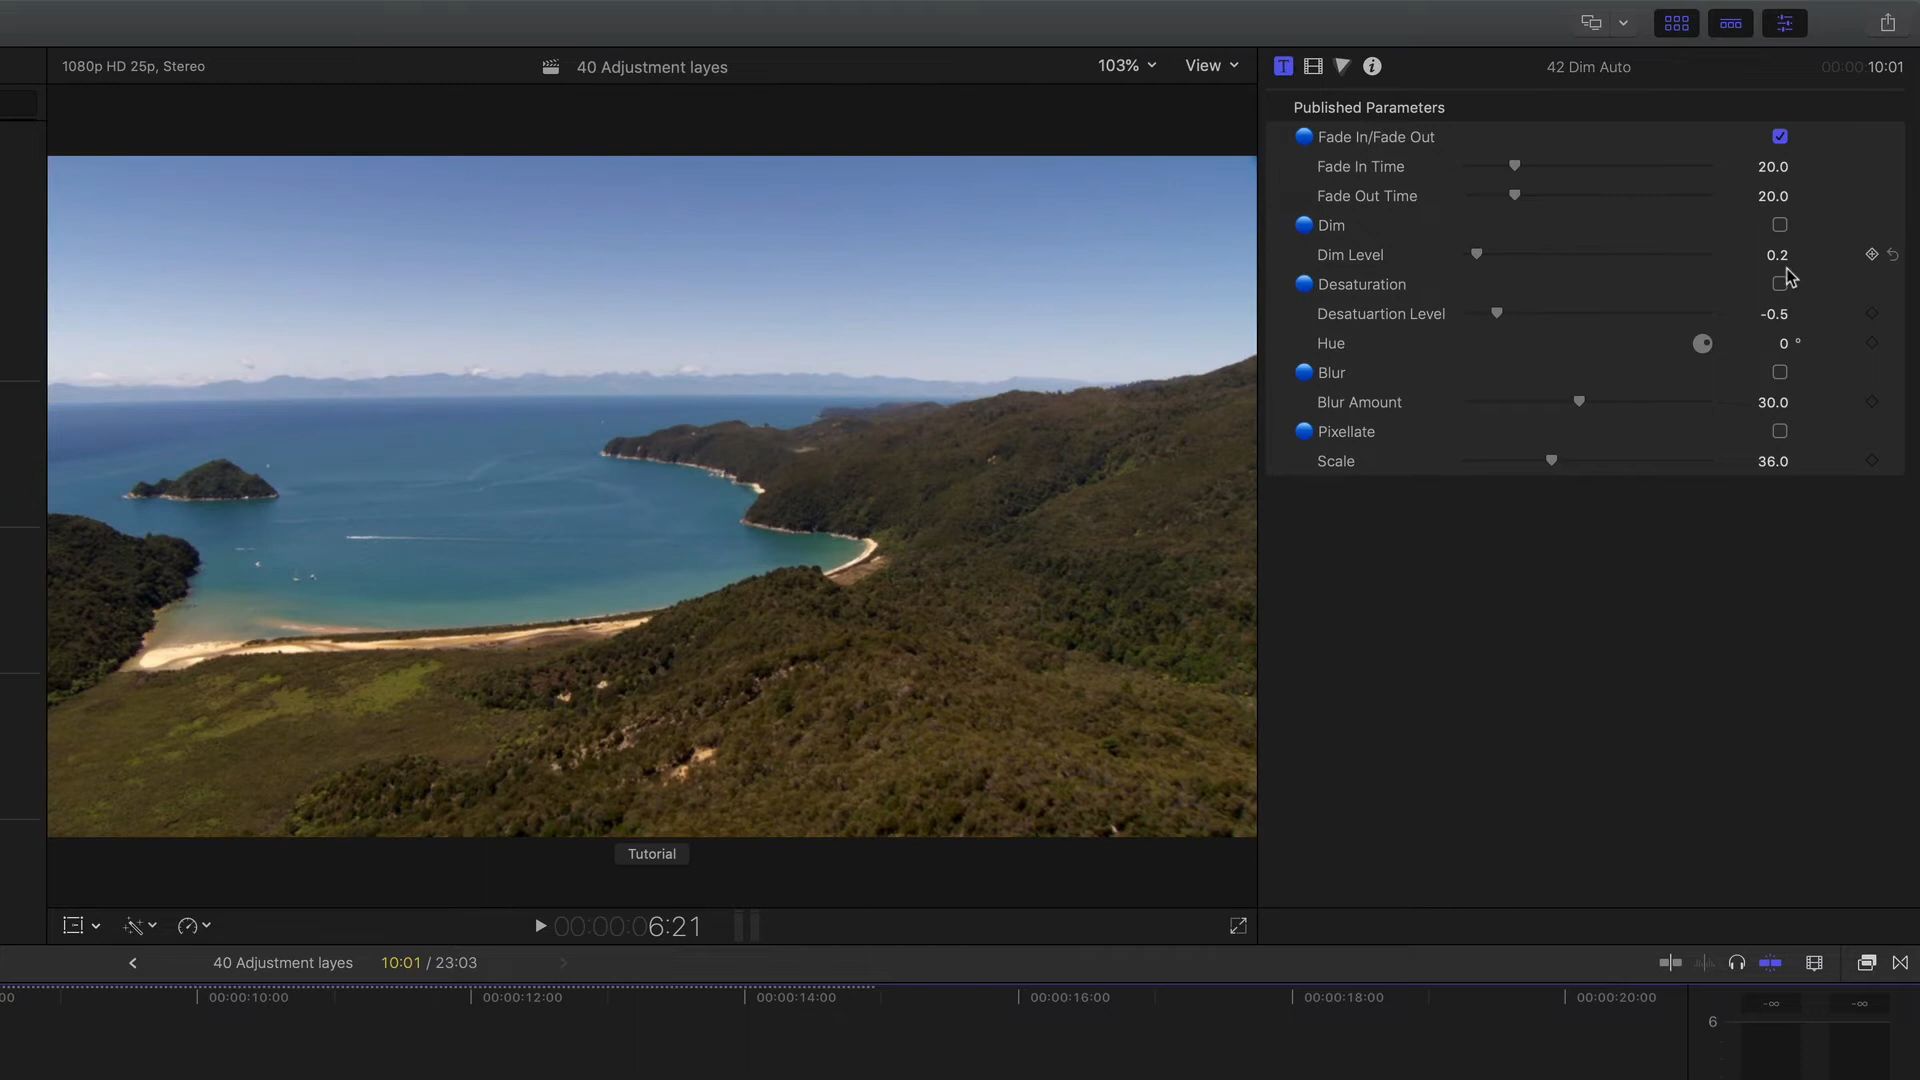 1080p HD 25p, Stereo
40 Adjustment layes
103%
View
42 Dim Auto
00:00:10:01
Published Parameters
Fade In/Fade Out
Fade In Time 20.0
Fade Out Time 20.0
Dim
Dim Level 0.2
Desaturation
Desatuartion Level -0.5
Hue 0 °
Blur
Blur Amount 30.0
Pixellate
Scale 36.0
Tutorial
00:00:06:21
40 Adjustment layes 10:01 / 23:03
00 00:00:10:00 00:00:12:00 00:00:14:00 00:00:16:00 00:00:18:00 00:00:20:00
-∞ -∞
6